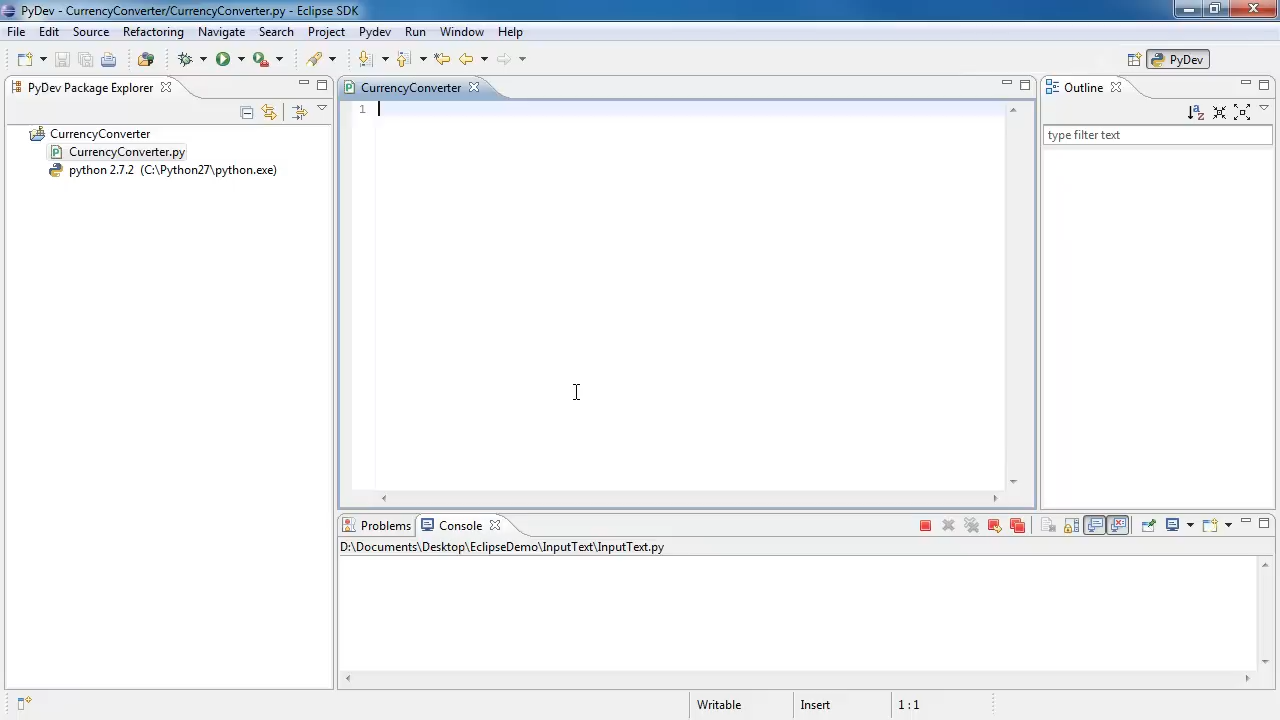 PyDev - CurrencyConverter/CurrencyConverter.py - Eclipse SDK
File Edit Source Refactoring Navigate Search Project Pydev Run Window Help
PyDev
PyDev Package Explorer
CurrencyConverter
Outline
1
type filter text
CurrencyConverter
CurrencyConverter.py
python 2.7.2 (C:\Python27\python.exe)
Problems Console
D:\Documents\Desktop\EclipseDemo\InputText\InputText.py
Writable Insert 1 : 1